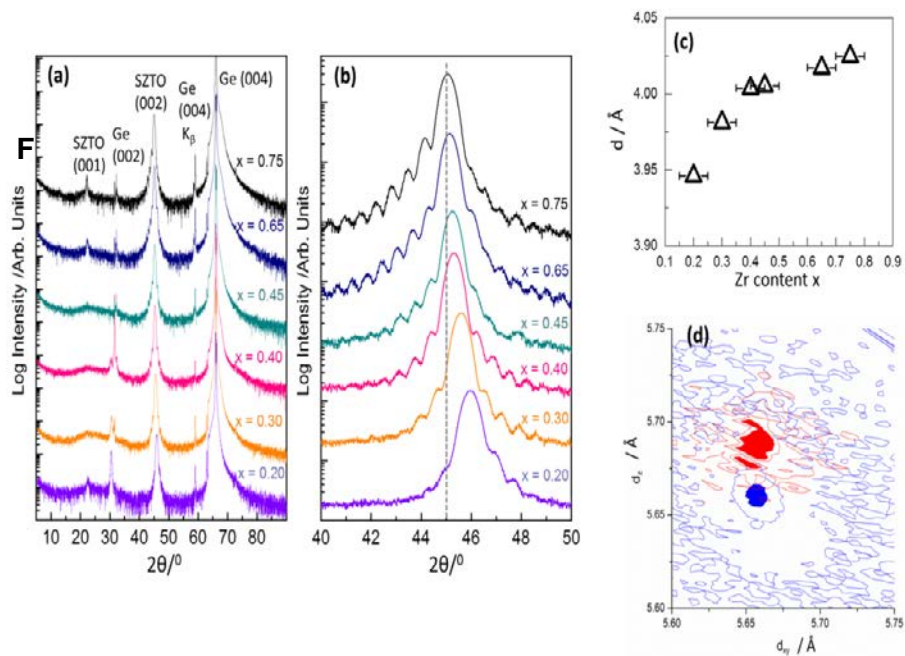 F
(a)
SZTO
(002)
Ge
(004)
Kβ
Ge (004)
SZTO
(001)
Ge
(002)
x = 0.75
x = 0.65
x = 0.45
x = 0.40
x = 0.30
x = 0.20
Log Intensity /Arb. Units
10 20 30 40 50 60 70 80
2θ/⁰
(b)
x = 0.75
x = 0.65
x = 0.45
x = 0.40
x = 0.30
x = 0.20
Log Intensity /Arb. Units
40 42 44 46 48 50
2θ/⁰
(c)
4.05
4.00
3.95
3.90
d / Å
0.1 0.2 0.3 0.4 0.5 0.6 0.7 0.8 0.9
Zr content x
(d)
5.75
5.70
5.65
5.60
dz / Å
5.60 5.65 5.70 5.75
dxy / Å